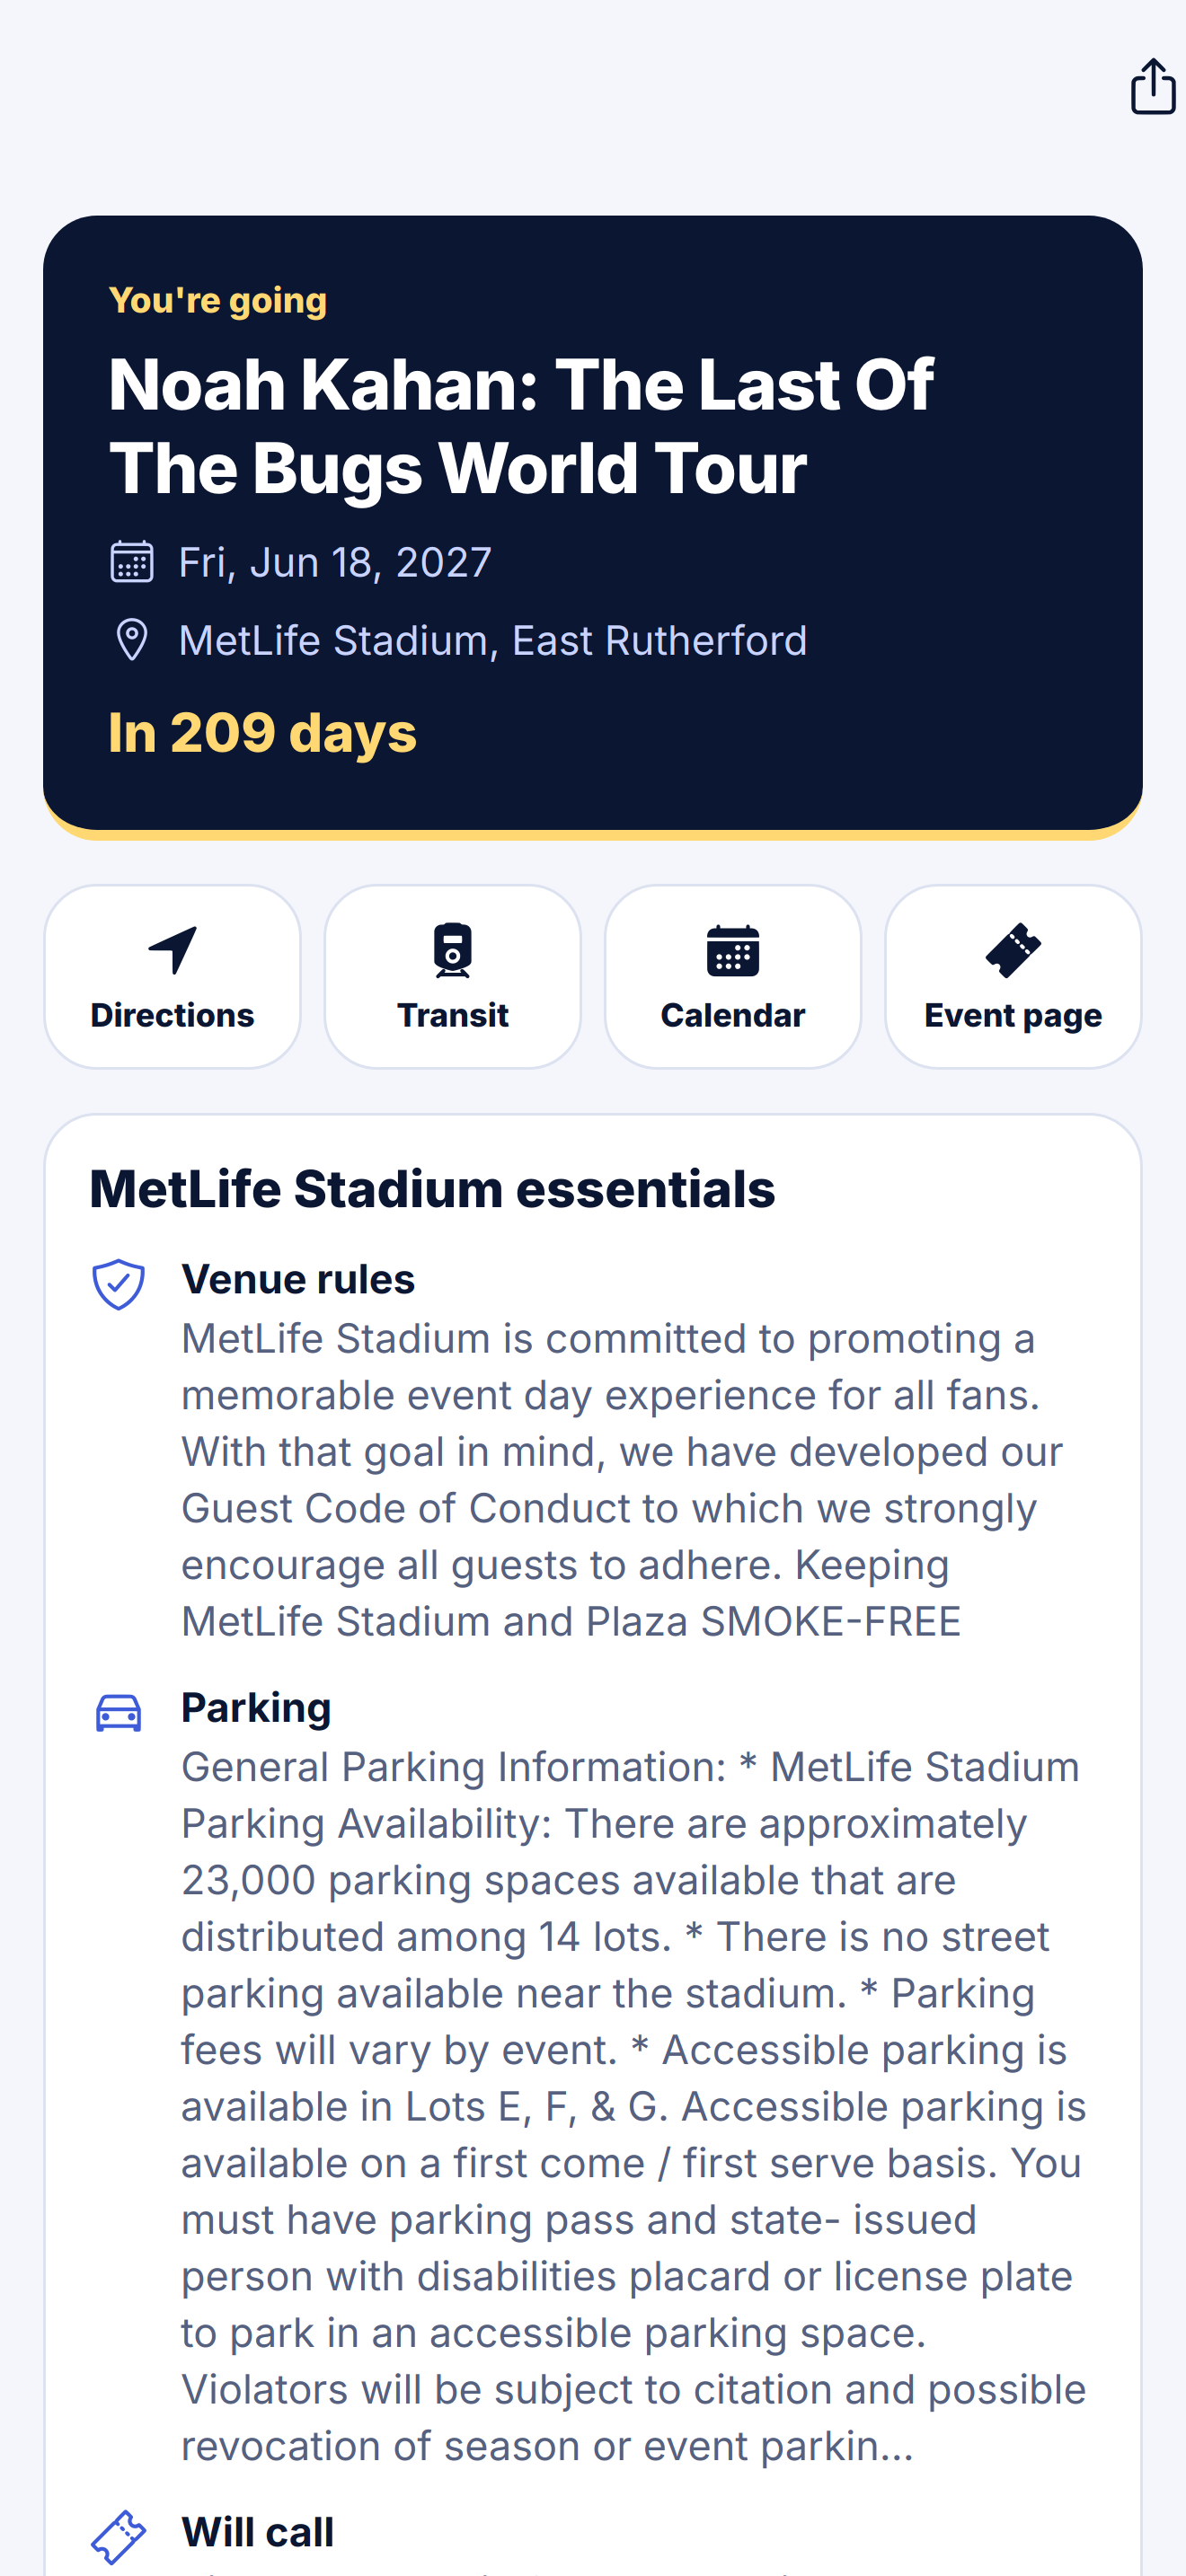 You're going
Noah Kahan: The Last Of
The Bugs World Tour
Fri, Jun 18, 2027
MetLife Stadium, East Rutherford
In 209 days
Directions
Transit
Calendar
Event page
MetLife Stadium essentials
Venue rules
MetLife Stadium is committed to promoting a
memorable event day experience for all fans.
With that goal in mind, we have developed our
Guest Code of Conduct to which we strongly
encourage all guests to adhere. Keeping
MetLife Stadium and Plaza SMOKE-FREE
Parking
General Parking Information: * MetLife Stadium
Parking Availability: There are approximately
23,000 parking spaces available that are
distributed among 14 lots. * There is no street
parking available near the stadium. * Parking
fees will vary by event. * Accessible parking is
available in Lots E, F, & G. Accessible parking is
available on a first come / first serve basis. You
must have parking pass and state- issued
person with disabilities placard or license plate
to park in an accessible parking space.
Violators will be subject to citation and possible
revocation of season or event parkin...
Will call